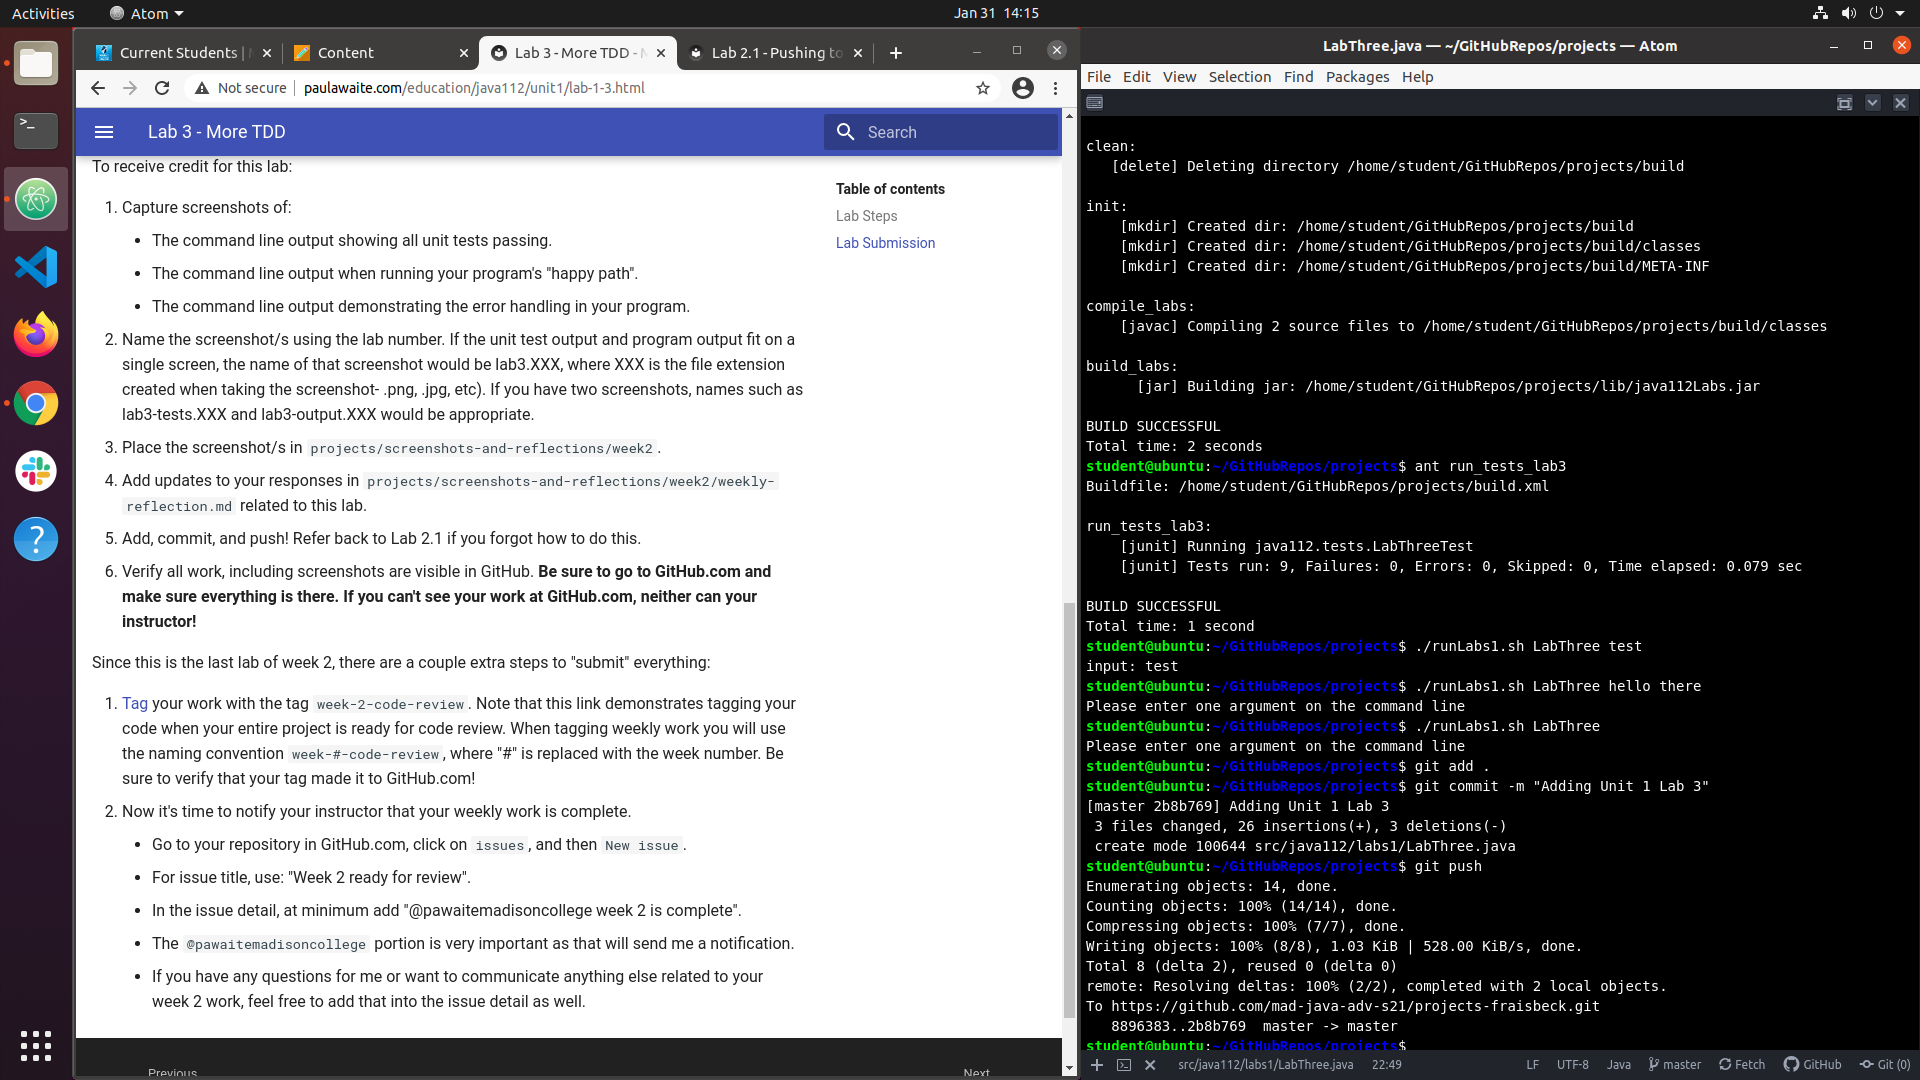 Activities
Atom
Jan 31 14:15
Current Students |
Content
Lab 3 - More TDD -
Lab 2.1 - Pushing to
Not secure
paulawaite.com/education/java112/unit1/lab-1-3.html
Lab 3 - More TDD
Search
To receive credit for this lab:
1. Capture screenshots of:
• The command line output showing all unit tests passing.
• The command line output when running your program's "happy path".
• The command line output demonstrating the error handling in your program.
2. Name the screenshot/s using the lab number. If the unit test output and program output fit on a
single screen, the name of that screenshot would be lab3.XXX, where XXX is the file extension
created when taking the screenshot- .png, .jpg, etc). If you have two screenshots, names such as
lab3-tests.XXX and lab3-output.XXX would be appropriate.
3. Place the screenshot/s in projects/screenshots-and-reflections/week2 .
4. Add updates to your responses in projects/screenshots-and-reflections/week2/weekly-
reflection.md related to this lab.
5. Add, commit, and push! Refer back to Lab 2.1 if you forgot how to do this.
6. Verify all work, including screenshots are visible in GitHub. Be sure to go to GitHub.com and
make sure everything is there. If you can't see your work at GitHub.com, neither can your
instructor!
Since this is the last lab of week 2, there are a couple extra steps to "submit" everything:
1. Tag your work with the tag week-2-code-review . Note that this link demonstrates tagging your
code when your entire project is ready for code review. When tagging weekly work you will use
the naming convention week-#-code-review , where "#" is replaced with the week number. Be
sure to verify that your tag made it to GitHub.com!
2. Now it's time to notify your instructor that your weekly work is complete.
• Go to your repository in GitHub.com, click on issues , and then New issue .
• For issue title, use: "Week 2 ready for review".
• In the issue detail, at minimum add "@pawaitemadisoncollege week 2 is complete".
• The @pawaitemadisoncollege portion is very important as that will send me a notification.
• If you have any questions for me or want to communicate anything else related to your
week 2 work, feel free to add that into the issue detail as well.
Previous
Next
Table of contents
Lab Steps
Lab Submission
LabThree.java — ~/GitHubRepos/projects — Atom
File Edit View Selection Find Packages Help
clean:
[delete] Deleting directory /home/student/GitHubRepos/projects/build
init:
[mkdir] Created dir: /home/student/GitHubRepos/projects/build
[mkdir] Created dir: /home/student/GitHubRepos/projects/build/classes
[mkdir] Created dir: /home/student/GitHubRepos/projects/build/META-INF
compile_labs:
[javac] Compiling 2 source files to /home/student/GitHubRepos/projects/build/classes
build_labs:
[jar] Building jar: /home/student/GitHubRepos/projects/lib/java112Labs.jar
BUILD SUCCESSFUL
Total time: 2 seconds
student@ubuntu:~/GitHubRepos/projects$ ant run_tests_lab3
Buildfile: /home/student/GitHubRepos/projects/build.xml
run_tests_lab3:
[junit] Running java112.tests.LabThreeTest
[junit] Tests run: 9, Failures: 0, Errors: 0, Skipped: 0, Time elapsed: 0.079 sec
BUILD SUCCESSFUL
Total time: 1 second
student@ubuntu:~/GitHubRepos/projects$ ./runLabs1.sh LabThree test
input: test
student@ubuntu:~/GitHubRepos/projects$ ./runLabs1.sh LabThree hello there
Please enter one argument on the command line
student@ubuntu:~/GitHubRepos/projects$ ./runLabs1.sh LabThree
Please enter one argument on the command line
student@ubuntu:~/GitHubRepos/projects$ git add .
student@ubuntu:~/GitHubRepos/projects$ git commit -m "Adding Unit 1 Lab 3"
[master 2b8b769] Adding Unit 1 Lab 3
3 files changed, 26 insertions(+), 3 deletions(-)
create mode 100644 src/java112/labs1/LabThree.java
student@ubuntu:~/GitHubRepos/projects$ git push
Enumerating objects: 14, done.
Counting objects: 100% (14/14), done.
Compressing objects: 100% (7/7), done.
Writing objects: 100% (8/8), 1.03 KiB | 528.00 KiB/s, done.
Total 8 (delta 2), reused 0 (delta 0)
remote: Resolving deltas: 100% (2/2), completed with 2 local objects.
To https://github.com/mad-java-adv-s21/projects-fraisbeck.git
8896383..2b8b769 master -> master
student@ubuntu:~/GitHubRepos/projects$
src/java112/labs1/LabThree.java 22:49
LF UTF-8 Java master Fetch GitHub Git (0)